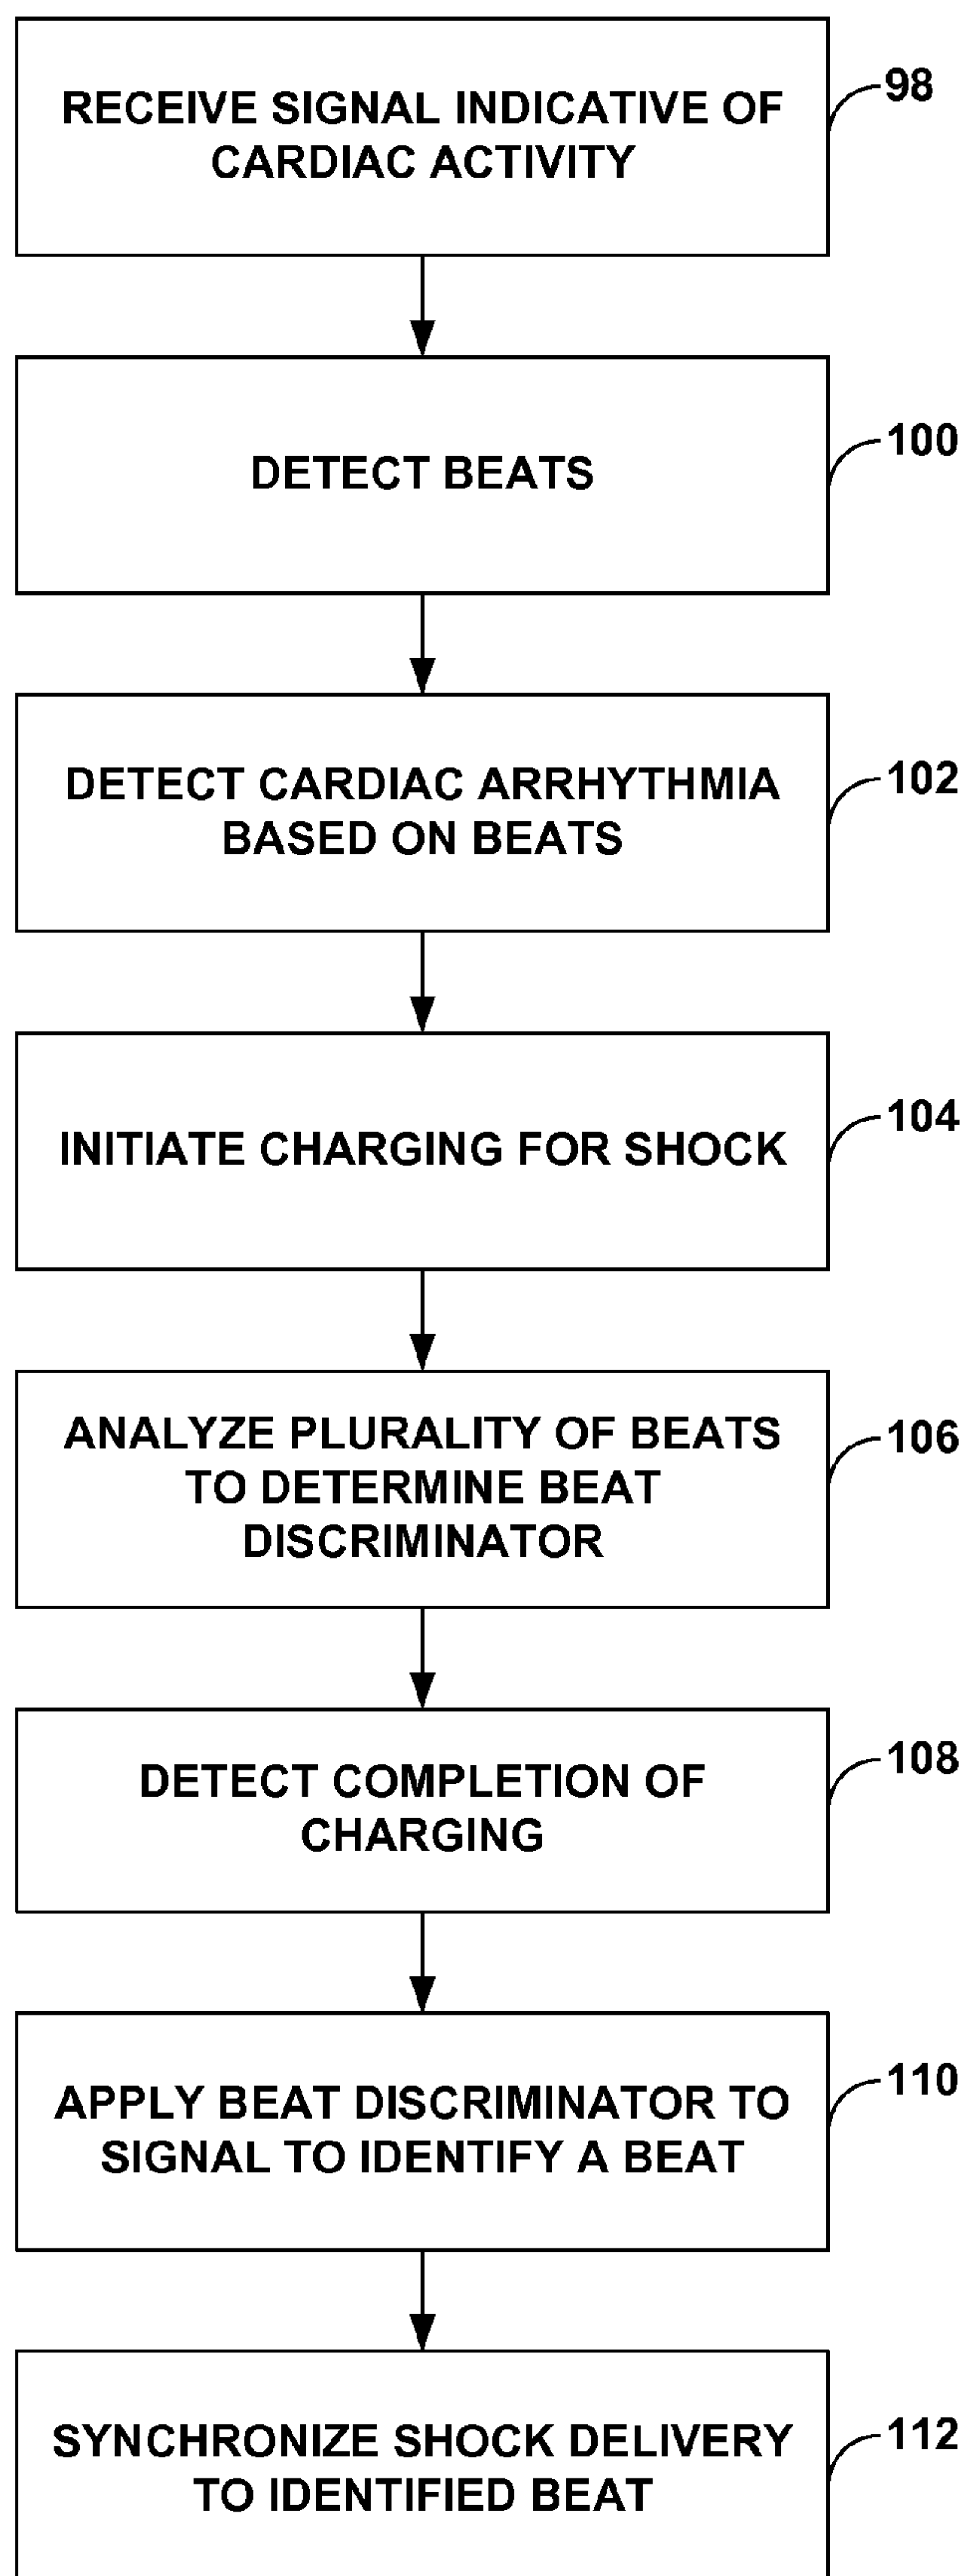 RECEIVE SIGNAL INDICATIVE OF
CARDIAC ACTIVITY
98
DETECT BEATS
100
DETECT CARDIAC ARRHYTHMIA
BASED ON BEATS
102
INITIATE CHARGING FOR SHOCK
104
ANALYZE PLURALITY OF BEATS
TO DETERMINE BEAT
DISCRIMINATOR
106
DETECT COMPLETION OF
CHARGING
108
APPLY BEAT DISCRIMINATOR TO
SIGNAL TO IDENTIFY A BEAT
110
SYNCHRONIZE SHOCK DELIVERY
TO IDENTIFIED BEAT
112